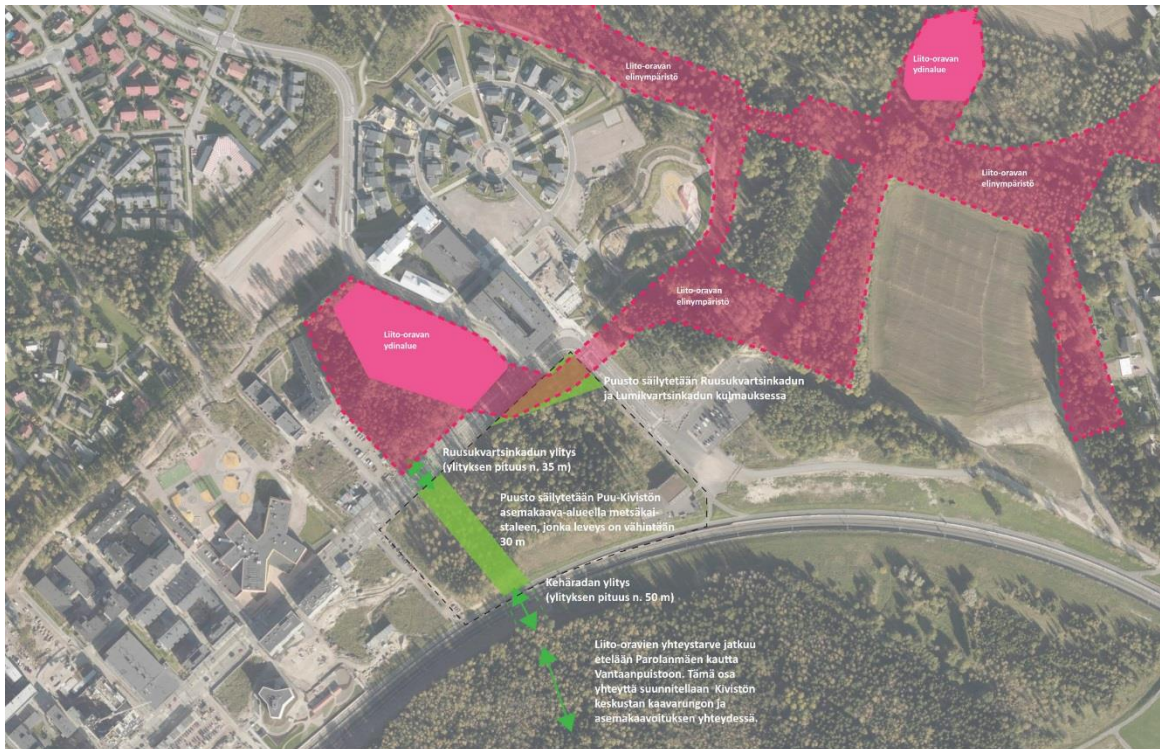 Liito-oravan
elinympäristö
Liito-oravan
ydinalue
Liito-oravan
elinympäristö
Liito-oravan
elinympäristö
Liito-oravan
ydinalue
Puusto säilytetään Ruusukvartsinkadun
ja Lumikvartsinkadun kulmauksessa
Ruusukvartsinkadun ylitys
(ylityksen pituus n. 35 m)
Puusto säilytetään Puu-Kivistön
asemakaava-alueella metsäkai-
staleen, jonka leveys on vähintään
30 m
Kehäradan ylitys
(ylityksen pituus n. 50 m)
Liito-oravien yhteystarve jatkuu
etelään Parolanmäen kautta
Vantaanpuistoon. Tämä osa
yhteyttä suunnitellaan Kivistön
keskustan kaavarungon ja
asemakaavoituksen yhteydessä.